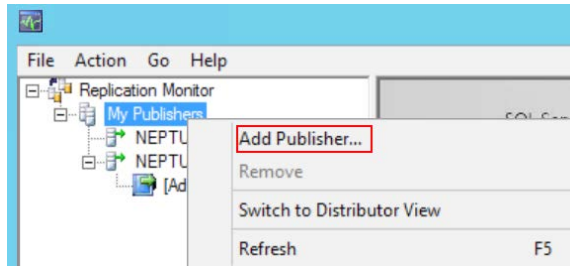 File Action Go Help
Replication Monitor
My Publishers
NEPTU
NEPTU
[Ad
Add Publisher...
Remove
Switch to Distributor View
Refresh F5